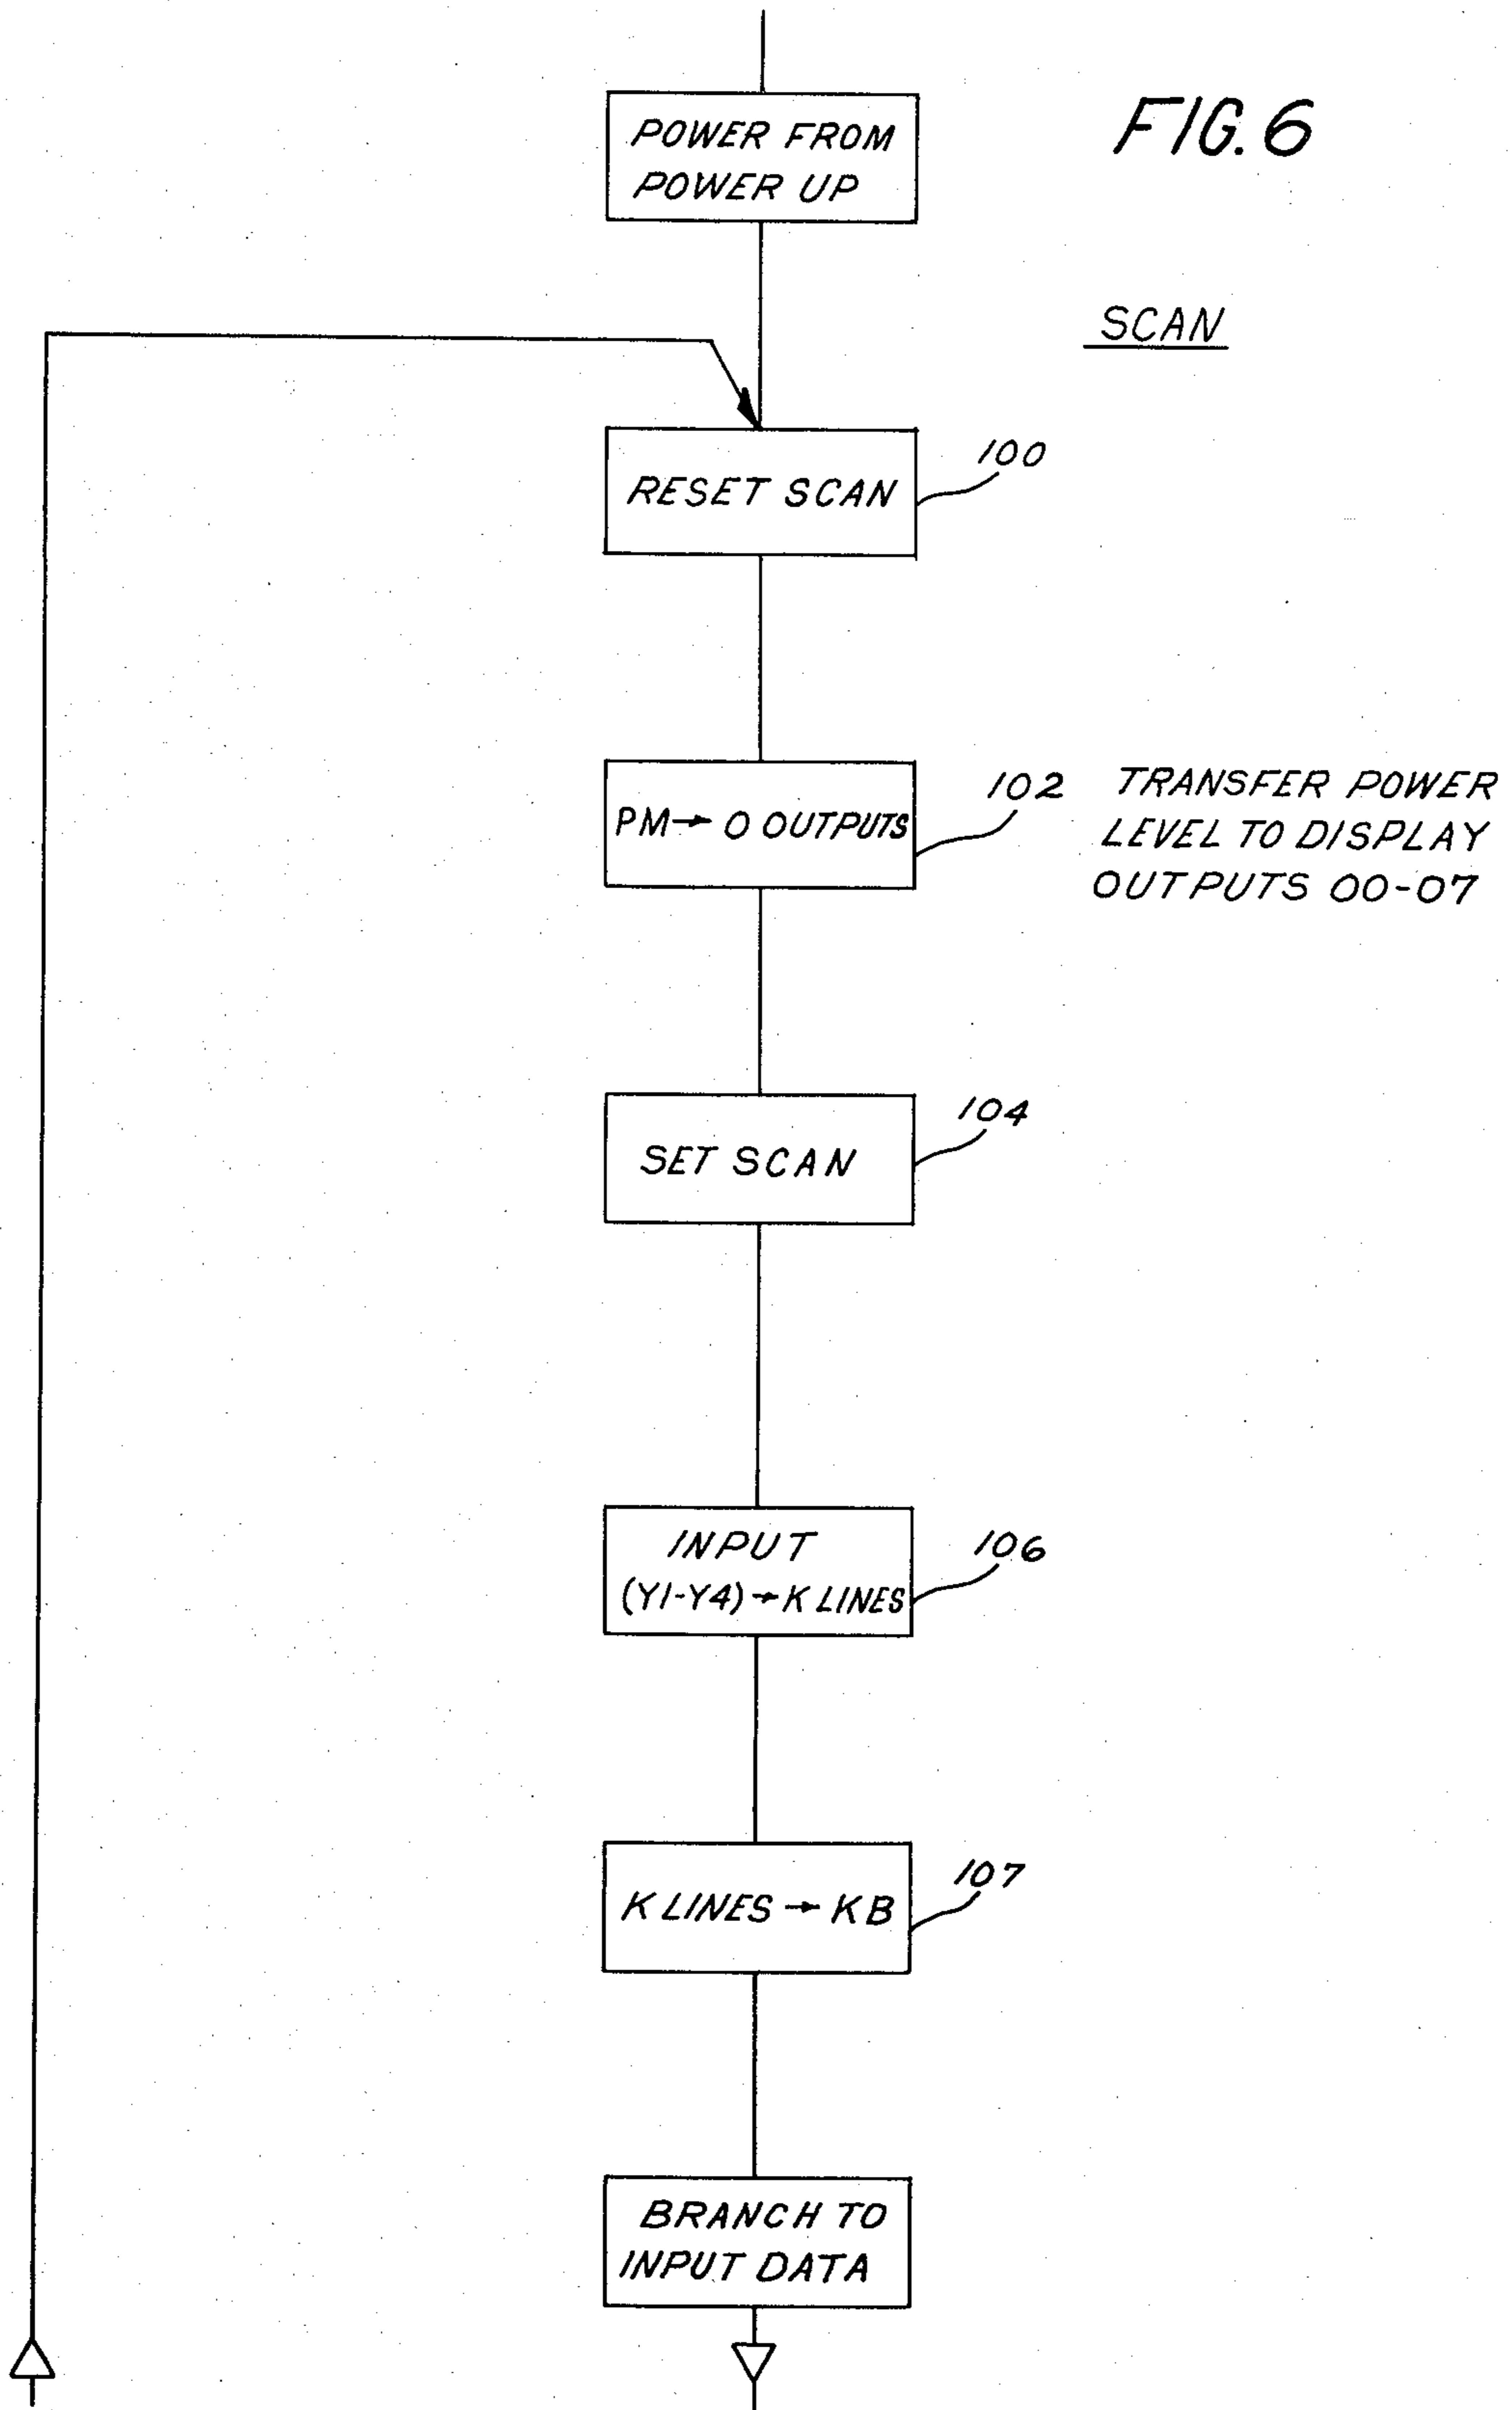 FIG. 6
POWER FROM
POWER UP
SCAN
RESET SCAN
100
PM→ O OUTPUTS
102
TRANSFER POWER
LEVEL TO DISPLAY
OUTPUTS 00-07
SET SCAN
104
INPUT
(Y1-Y4)→K LINES
106
K LINES → KB
107
BRANCH TO
INPUT DATA